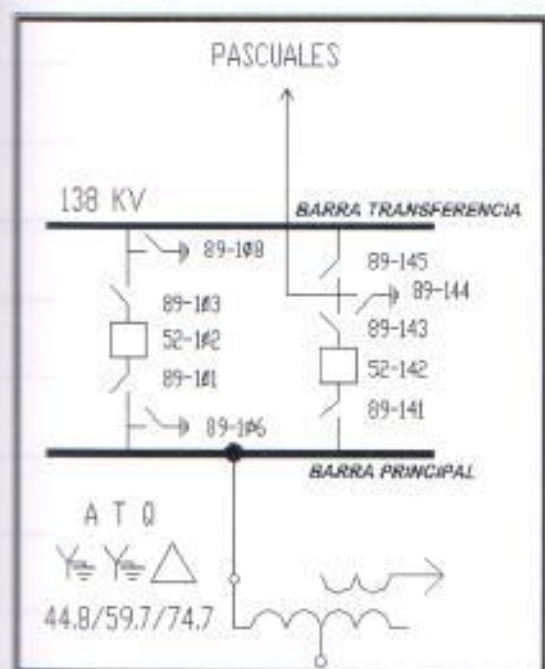 PASCUALES
138 KV
BARRA TRANSFERENCIA
89-108
89-145
89-144
89-103
89-143
52-102
52-142
89-101
89-141
89-106
BARRA PRINCIPAL
A T Q
44.8/59.7/74.7